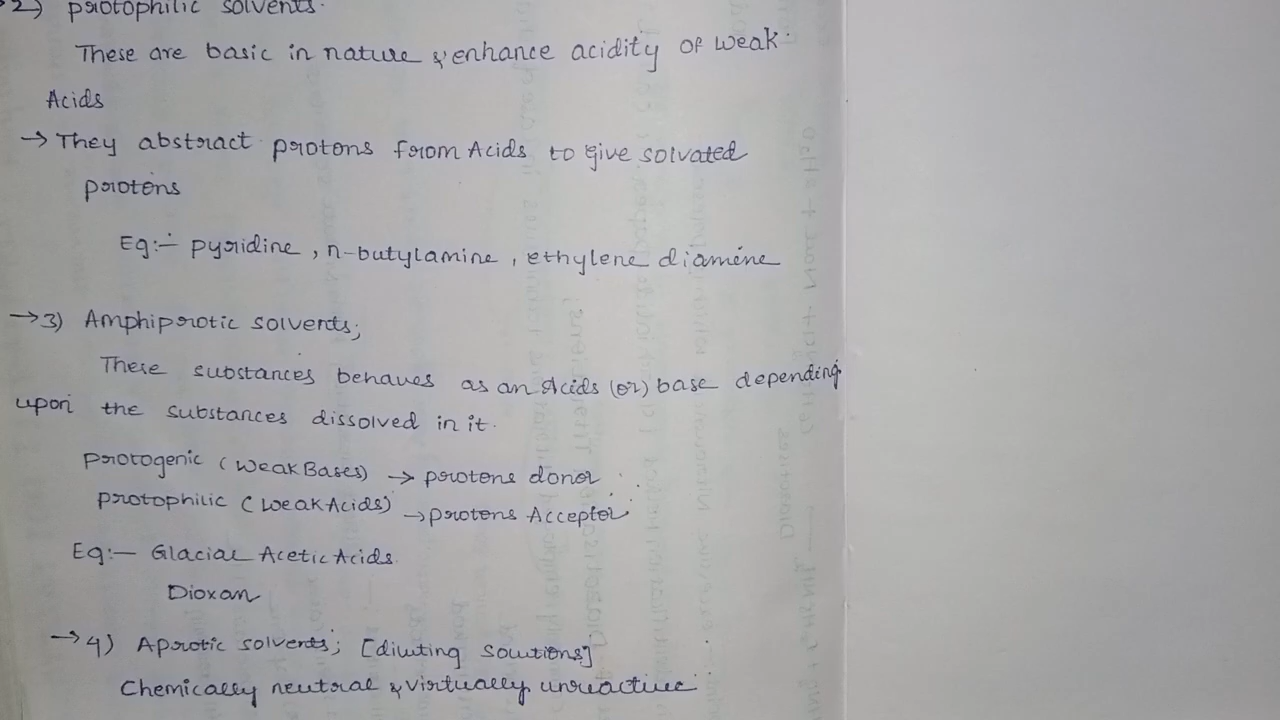 2) protophilic solvents.
These are basic in nature & enhance acidity of weak
Acids
→ They abstract protons from Acids to give solvated
protons
Eg:- pyridine, n-butylamine, ethylene diamine
→ 3) Amphiprotic solvents;
These substances behaves as an Acids (or) base depending
upon the substances dissolved in it.
Protogenic (Weak Bases) → protons donor
Protophilic (Weak Acids) → protons Acceptor
Eg:- Glacial Acetic Acids
Dioxan
→ 4) Aprotic solvents; [diluting solutions]
Chemically neutral & virtually unreactive